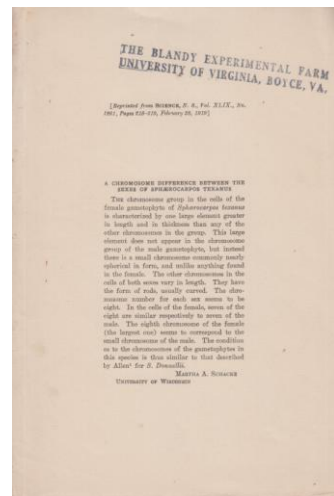 THE BLANDY EXPERIMENTAL FARM
UNIVERSITY OF VIRGINIA, BOYCE, VA.
[Reprinted from SCIENCE, N. S., Vol. XLIX., No.
Pages February 1919]
A CHROMOSOME DIFFERENCE BETWEEN THE
SEXES OF SPHÆROCARPOS TEXANUS
THE chromosome group in the cells of the
female gametophyte of Sphærocarpos texanus
is characterized by one large element greater
in length and in thickness than any of the
other chromosomes in the group. This large
element does not appear in the chromosome
group of the male gametophyte, but instead
there is a small chromosome commonly nearly
spherical in form, and unlike anything found
in the female. The other chromosomes in the
cells of both sexes vary in length. They have
the form of rods, usually curved. The chro-
mosome number for each sex seems to be
eight. In the cells of the female, seven of the
eight are similar respectively to seven of the
male. The eighth chromosome of the female
(the largest one) seems to correspond to the
small chromosome of the male. The condition
as to the chromosomes of the gametophytes in
this species is thus similar to that described
by Allen¹ for S. Donnellii.
MARTHA A.
UNIVERSITY OF WISCONSIN